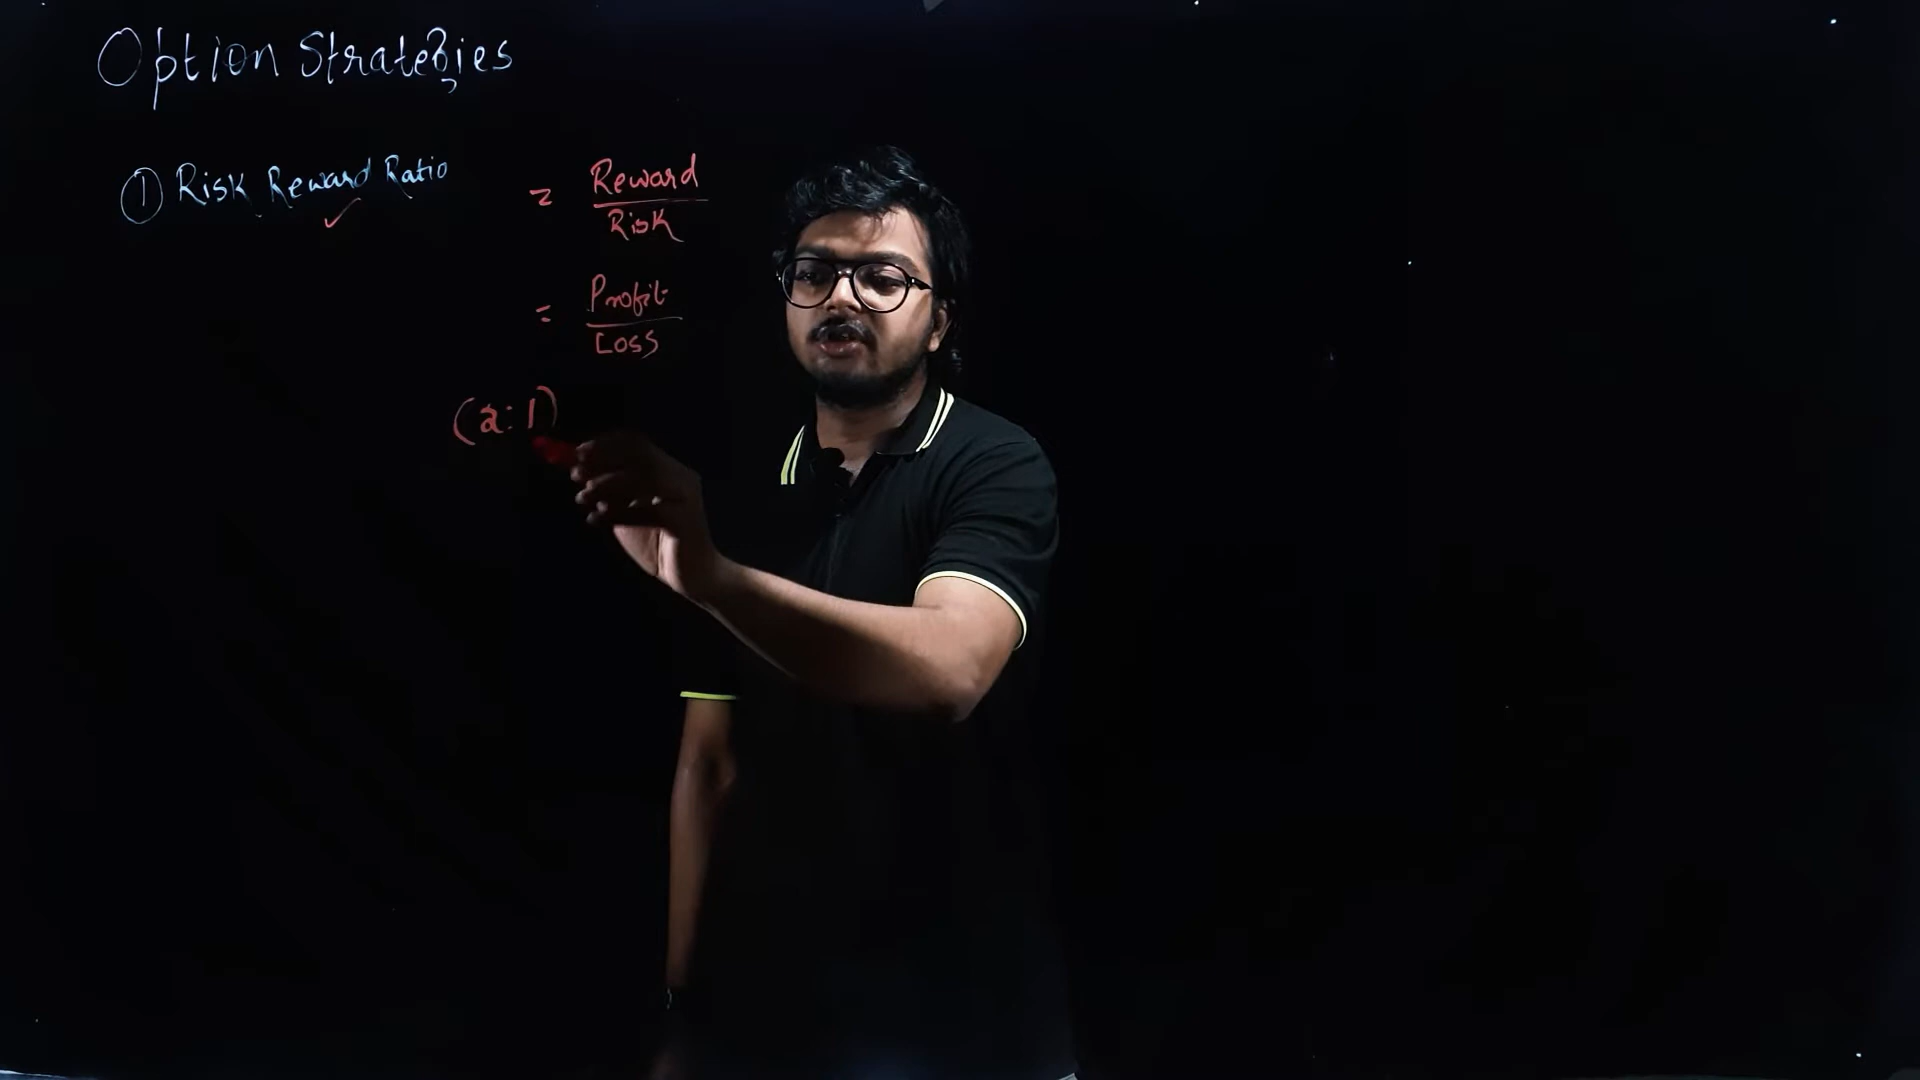 Option Strategies
① Risk Reward Ratio = Reward / Risk
= Profit / Loss
(2:1)